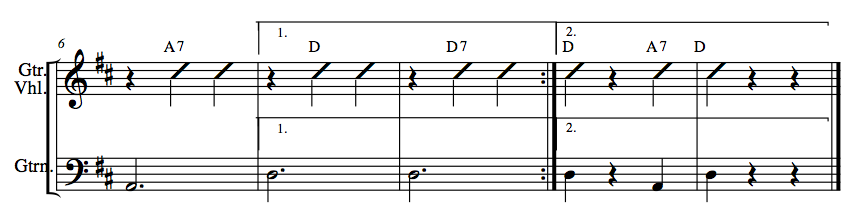 1. 2.
6 A7 D D7 D A7 D
Gtr.
Vhl.
1. 2.
Gtrn.